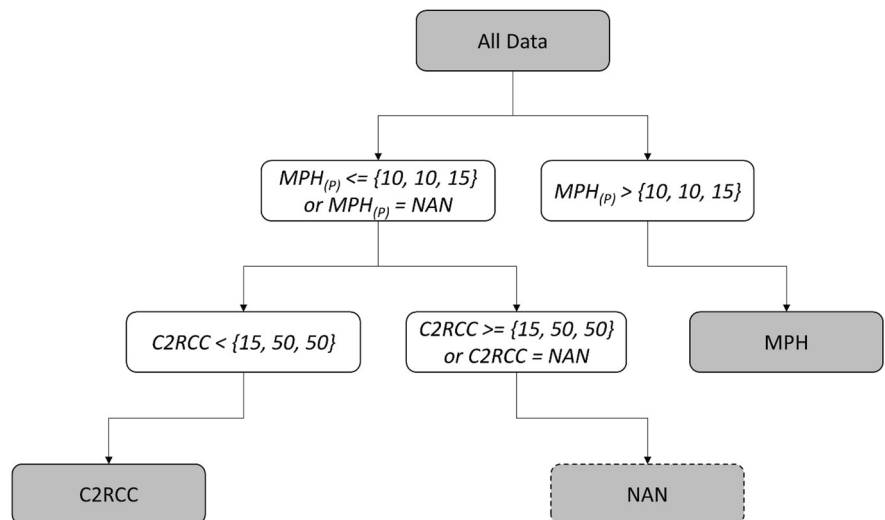 All Data
MPH(P) <= {10, 10, 15}
or MPH(P) = NAN
MPH(P) > {10, 10, 15}
C2RCC < {15, 50, 50}
C2RCC >= {15, 50, 50}
or C2RCC = NAN
MPH
C2RCC
NAN